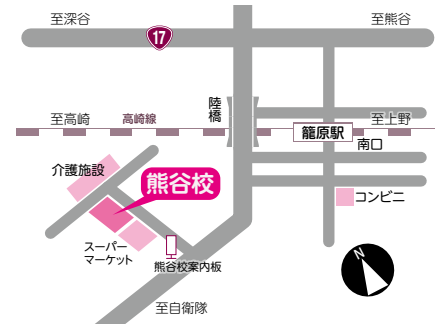 至深谷
至熊谷
17
陸橋
至高崎
高崎線
至上野
籠原駅
南口
介護施設
熊谷校
コンビニ
スーパー
マーケット
熊谷校案内板
N
至自衛隊